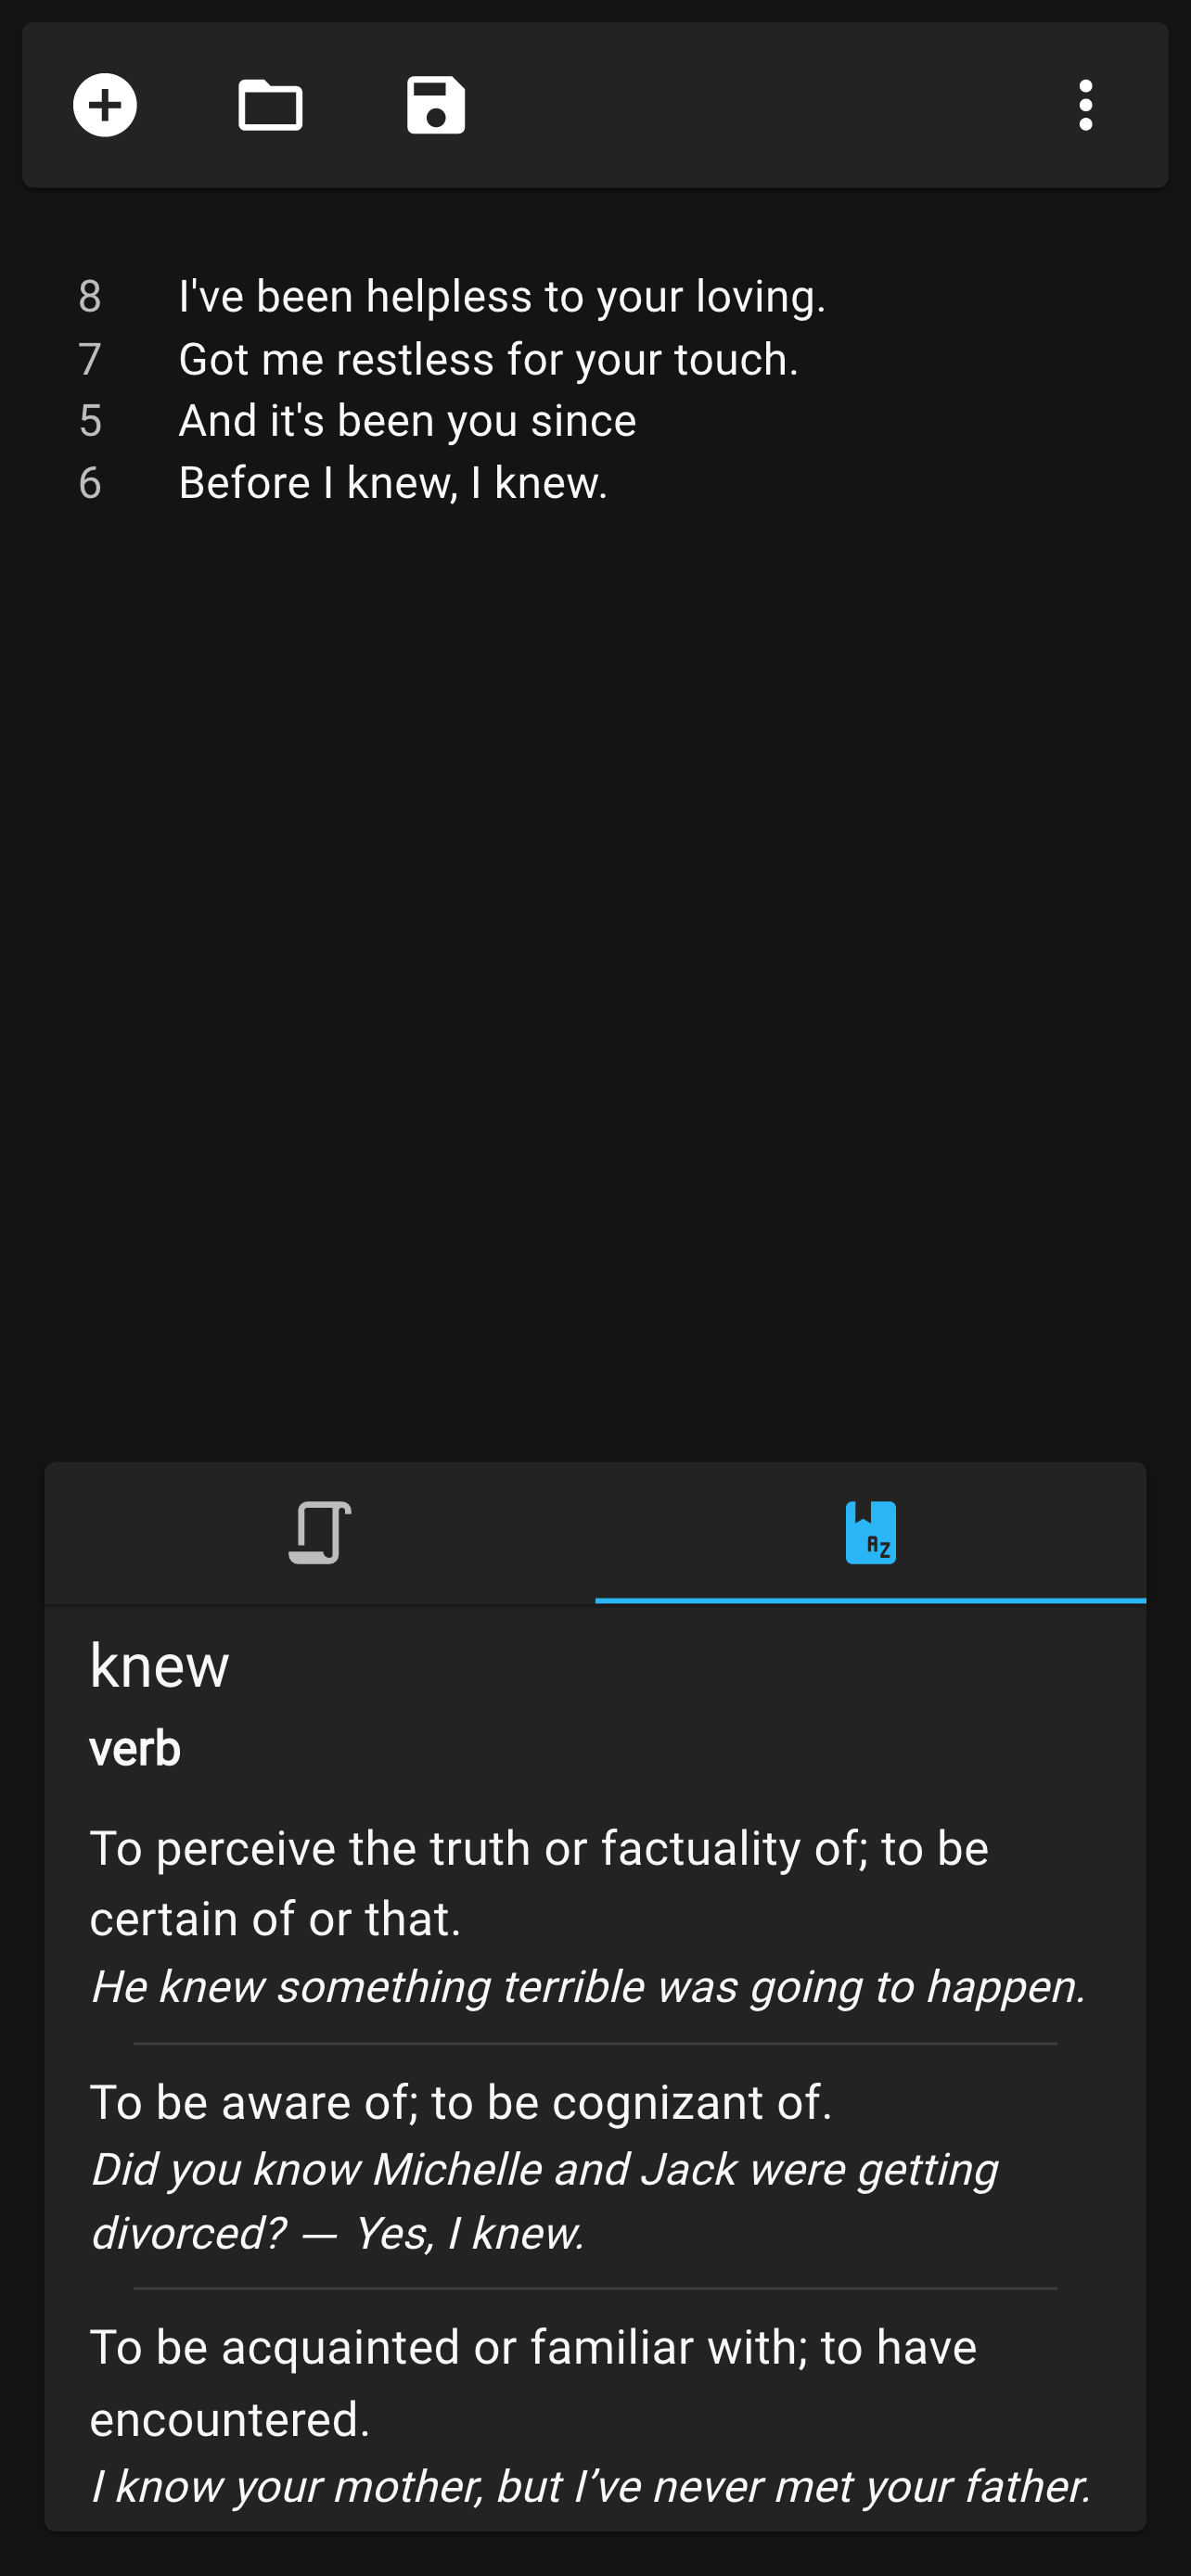 8 I've been helpless to your loving.
7 Got me restless for your touch.
5 And it's been you since
6 Before I knew, I knew.
AZ
knew
verb
To perceive the truth or factuality of; to be
certain of or that.
He knew something terrible was going to happen.
To be aware of; to be cognizant of.
Did you know Michelle and Jack were getting
divorced? — Yes, I knew.
To be acquainted or familiar with; to have
encountered.
I know your mother, but I’ve never met your father.